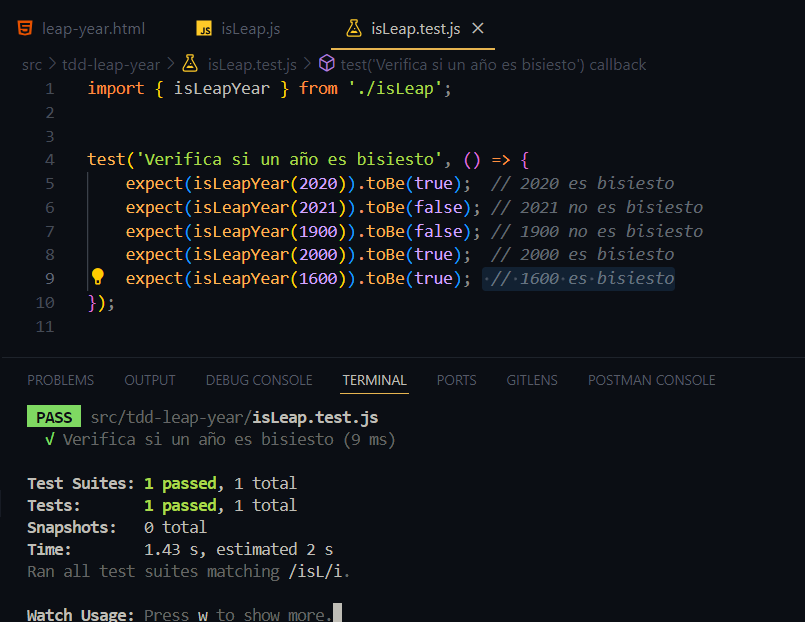 leap-year.html JS isLeap.js isLeap.test.js
src > tdd-leap-year > isLeap.test.js > test('Verifica si un año es bisiesto') callback
1 import { isLeapYear } from './isLeap';
2
3
4 test('Verifica si un año es bisiesto', () => {
5 expect(isLeapYear(2020)).toBe(true); // 2020 es bisiesto
6 expect(isLeapYear(2021)).toBe(false); // 2021 no es bisiesto
7 expect(isLeapYear(1900)).toBe(false); // 1900 no es bisiesto
8 expect(isLeapYear(2000)).toBe(true); // 2000 es bisiesto
9 expect(isLeapYear(1600)).toBe(true); // 1600 es bisiesto
10 });
11
PROBLEMS OUTPUT DEBUG CONSOLE TERMINAL PORTS GITLENS POSTMAN CONSOLE
PASS src/tdd-leap-year/isLeap.test.js
√ Verifica si un año es bisiesto (9 ms)
Test Suites: 1 passed, 1 total
Tests: 1 passed, 1 total
Snapshots: 0 total
Time: 1.43 s, estimated 2 s
Ran all test suites matching /isL/i.
Watch Usage: Press w to show more.